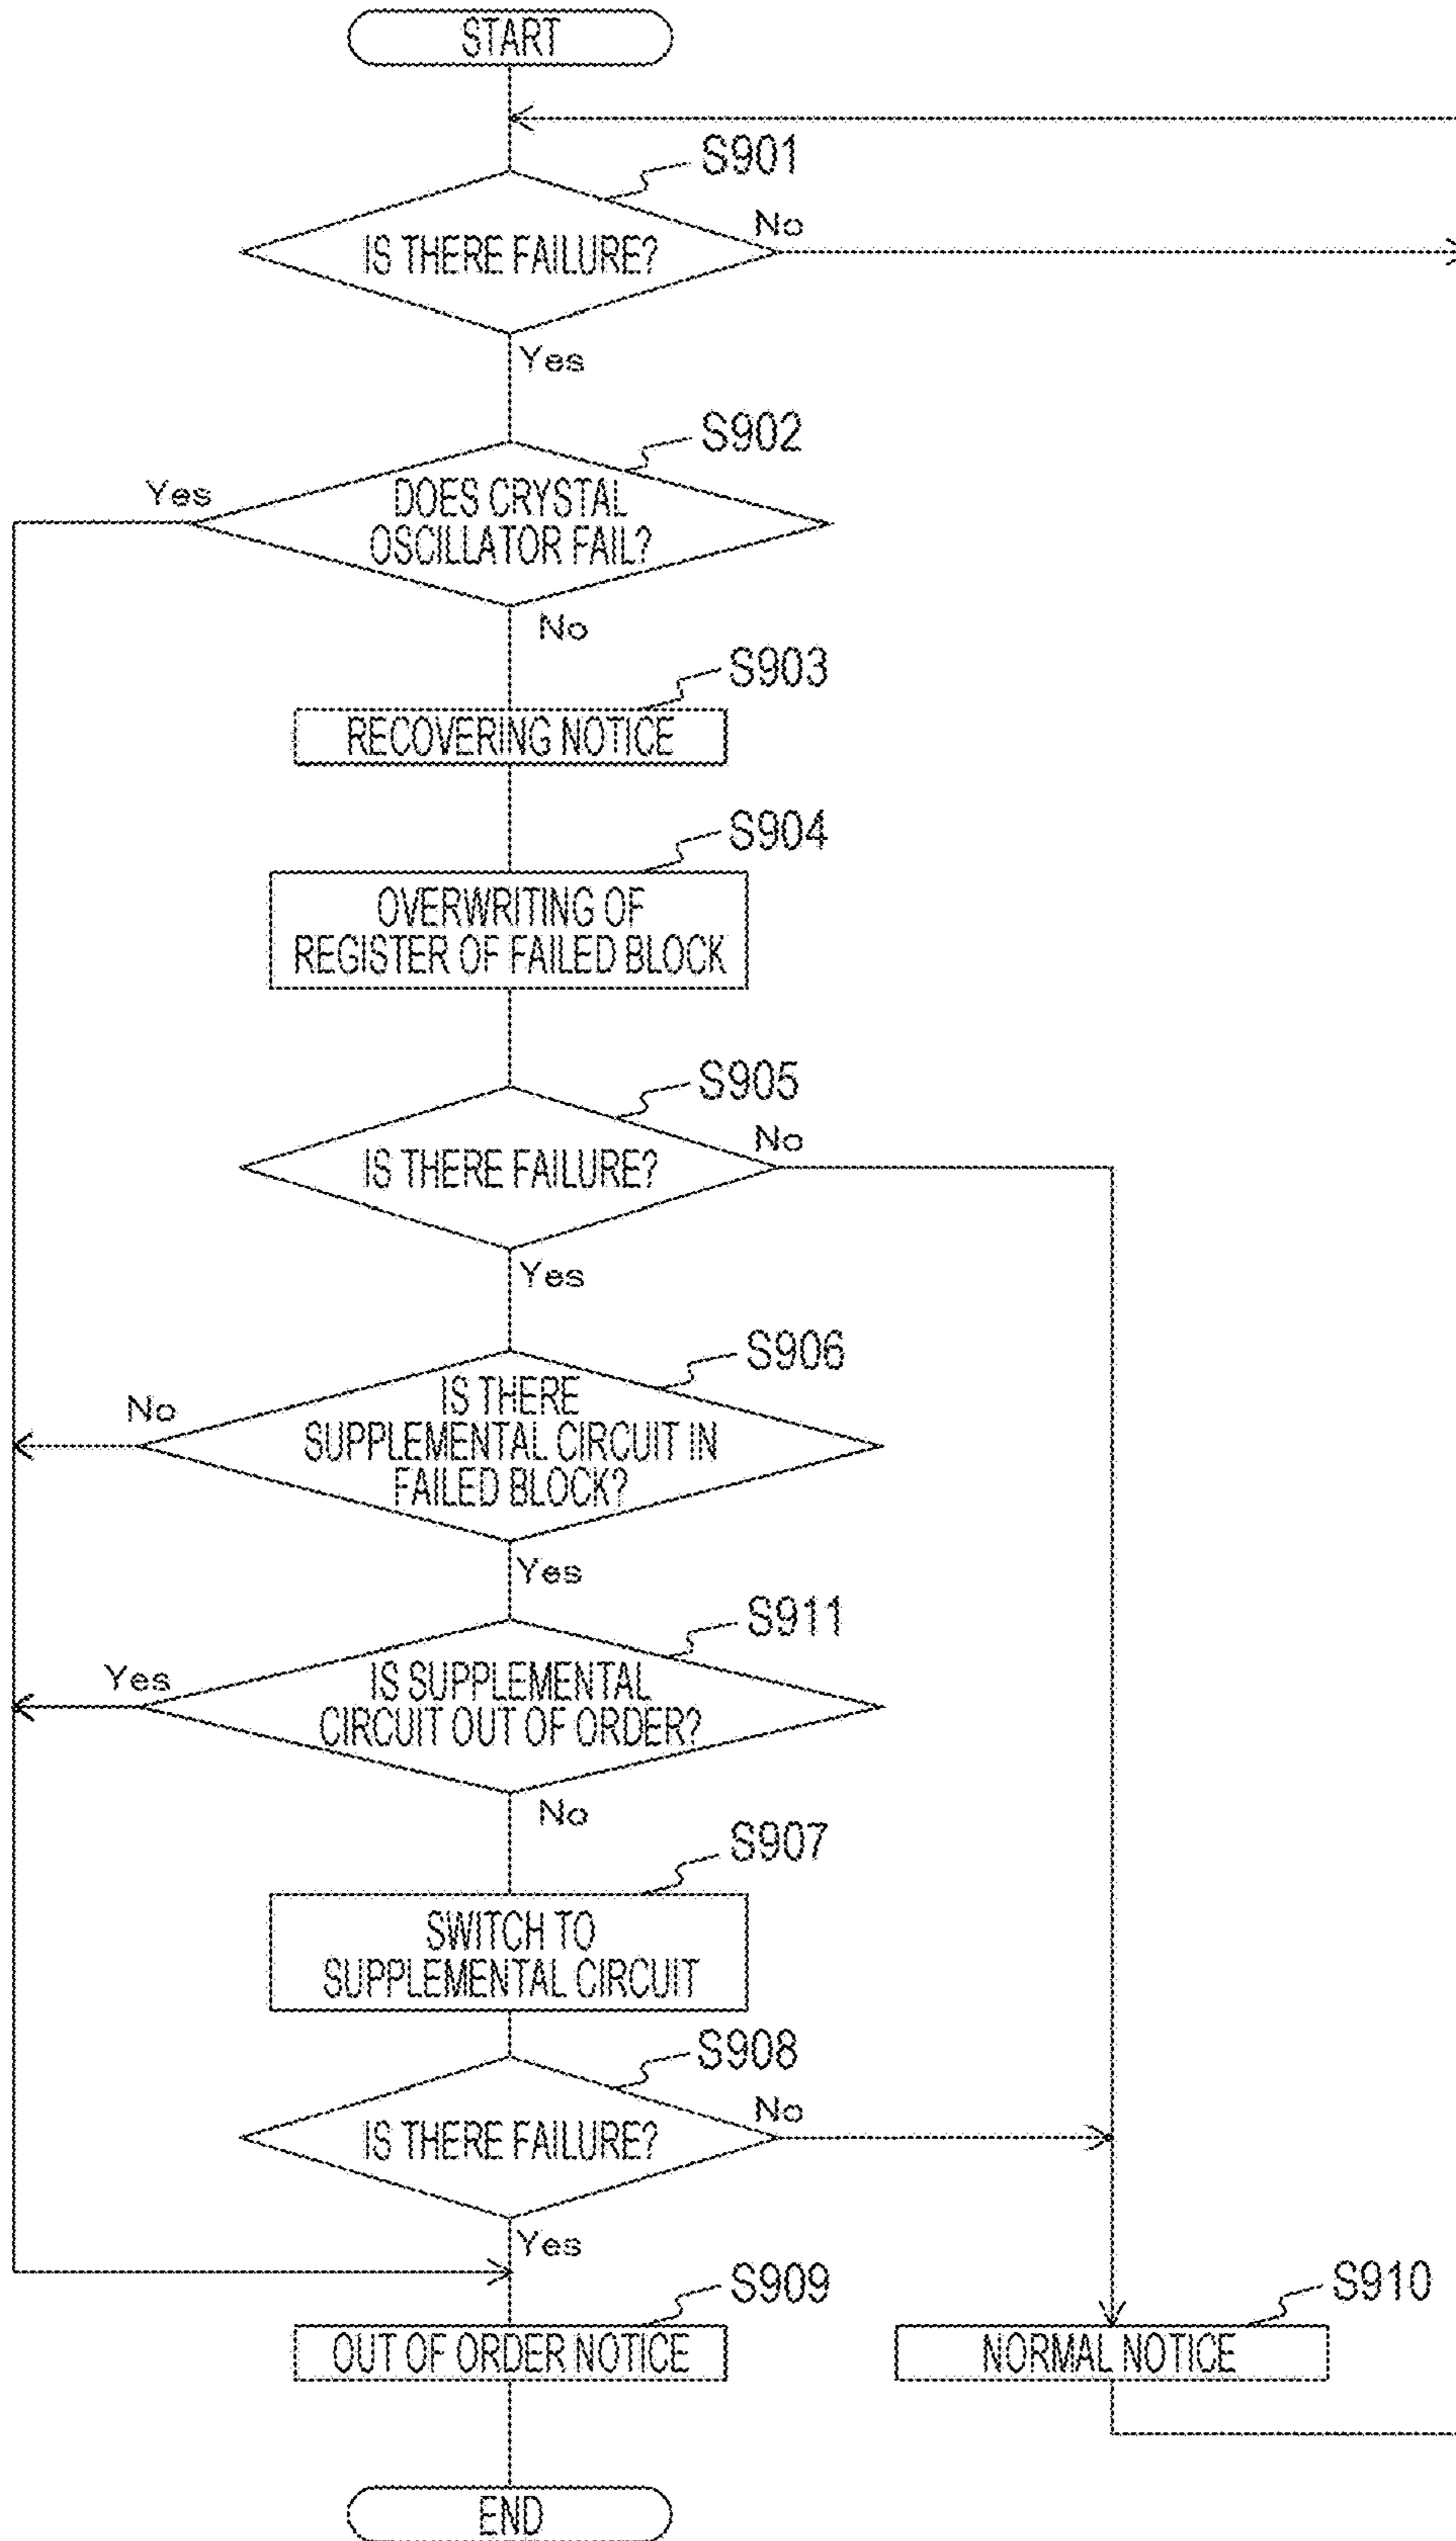 START
S901
IS THERE FAILURE?
No
Yes
S902
Yes
DOES CRYSTAL
OSCILLATOR FAIL?
No
S903
RECOVERING NOTICE
S904
OVERWRITING OF
REGISTER OF FAILED BLOCK
S905
IS THERE FAILURE?
No
Yes
S906
No
IS THERE
SUPPLEMENTAL CIRCUIT IN
FAILED BLOCK?
Yes
S911
Yes
IS SUPPLEMENTAL
CIRCUIT OUT OF ORDER?
No
S907
SWITCH TO
SUPPLEMENTAL CIRCUIT
S908
IS THERE FAILURE?
No
Yes
S909
OUT OF ORDER NOTICE
S910
NORMAL NOTICE
END